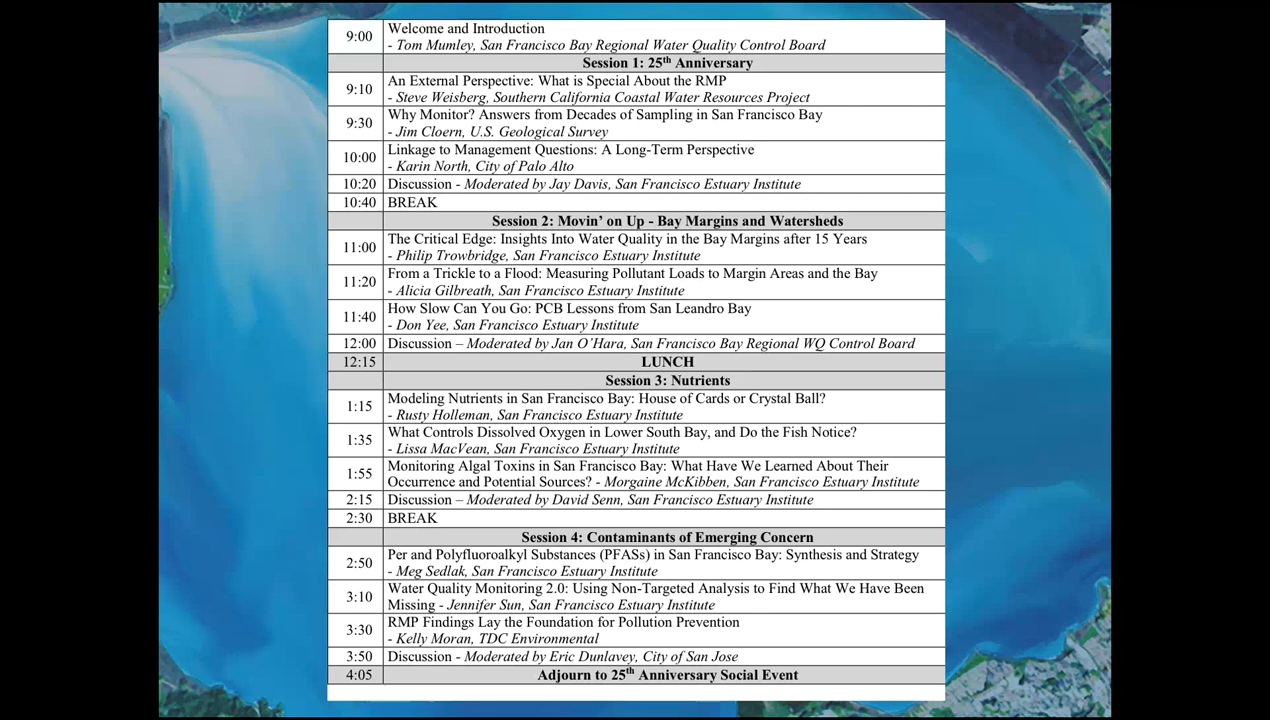 9:00
Welcome and Introduction
- Tom Mumley, San Francisco Bay Regional Water Quality Control Board
Session 1: 25th Anniversary
9:10
An External Perspective: What is Special About the RMP
- Steve Weisberg, Southern California Coastal Water Resources Project
9:30
Why Monitor? Answers from Decades of Sampling in San Francisco Bay
- Jim Cloern, U.S. Geological Survey
10:00
Linkage to Management Questions: A Long-Term Perspective
- Karin North, City of Palo Alto
10:20 Discussion - Moderated by Jay Davis, San Francisco Estuary Institute
10:40 BREAK
Session 2: Movin’ on Up - Bay Margins and Watersheds
11:00
The Critical Edge: Insights Into Water Quality in the Bay Margins after 15 Years
- Philip Trowbridge, San Francisco Estuary Institute
11:20
From a Trickle to a Flood: Measuring Pollutant Loads to Margin Areas and the Bay
- Alicia Gilbreath, San Francisco Estuary Institute
11:40
How Slow Can You Go: PCB Lessons from San Leandro Bay
- Don Yee, San Francisco Estuary Institute
12:00 Discussion – Moderated by Jan O’Hara, San Francisco Bay Regional WQ Control Board
12:15 LUNCH
Session 3: Nutrients
1:15
Modeling Nutrients in San Francisco Bay: House of Cards or Crystal Ball?
- Rusty Holleman, San Francisco Estuary Institute
1:35
What Controls Dissolved Oxygen in Lower South Bay, and Do the Fish Notice?
- Lissa MacVean, San Francisco Estuary Institute
1:55
Monitoring Algal Toxins in San Francisco Bay: What Have We Learned About Their
Occurrence and Potential Sources? - Morgaine McKibben, San Francisco Estuary Institute
2:15 Discussion – Moderated by David Senn, San Francisco Estuary Institute
2:30 BREAK
Session 4: Contaminants of Emerging Concern
2:50
Per and Polyfluoroalkyl Substances (PFASs) in San Francisco Bay: Synthesis and Strategy
- Meg Sedlak, San Francisco Estuary Institute
3:10
Water Quality Monitoring 2.0: Using Non-Targeted Analysis to Find What We Have Been
Missing - Jennifer Sun, San Francisco Estuary Institute
3:30
RMP Findings Lay the Foundation for Pollution Prevention
- Kelly Moran, TDC Environmental
3:50 Discussion - Moderated by Eric Dunlavey, City of San Jose
4:05 Adjourn to 25th Anniversary Social Event